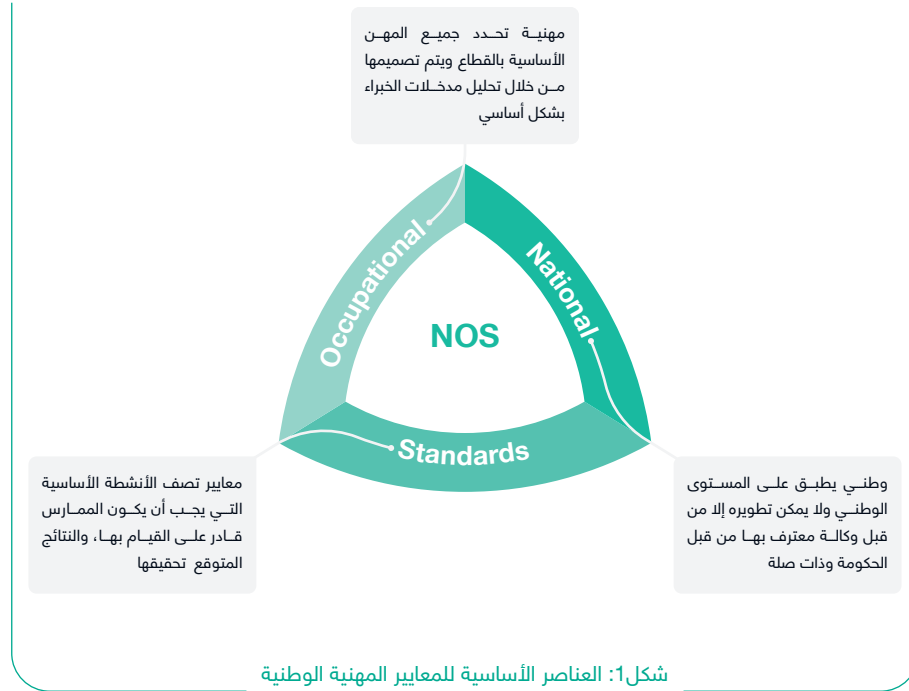 مهنية تحدد جميع المهن
الأساسية بالقطاع ويتم تصميمها
من خلال تحليل مدخلات الخبراء
بشكل أساسي
Occupational
National
NOS
Standards
معايير تصف الأنشطة الأساسية
التي يجب أن يكون الممارس
قادر على القيام بها، والنتائج
المتوقع تحقيقها
وطني يطبق على المستوى
الوطني ولا يمكن تطويره إلا من
قبل وكالة معترف بها من قبل
الحكومة وذات صلة
شكل1: العناصر الأساسية للمعايير المهنية الوطنية